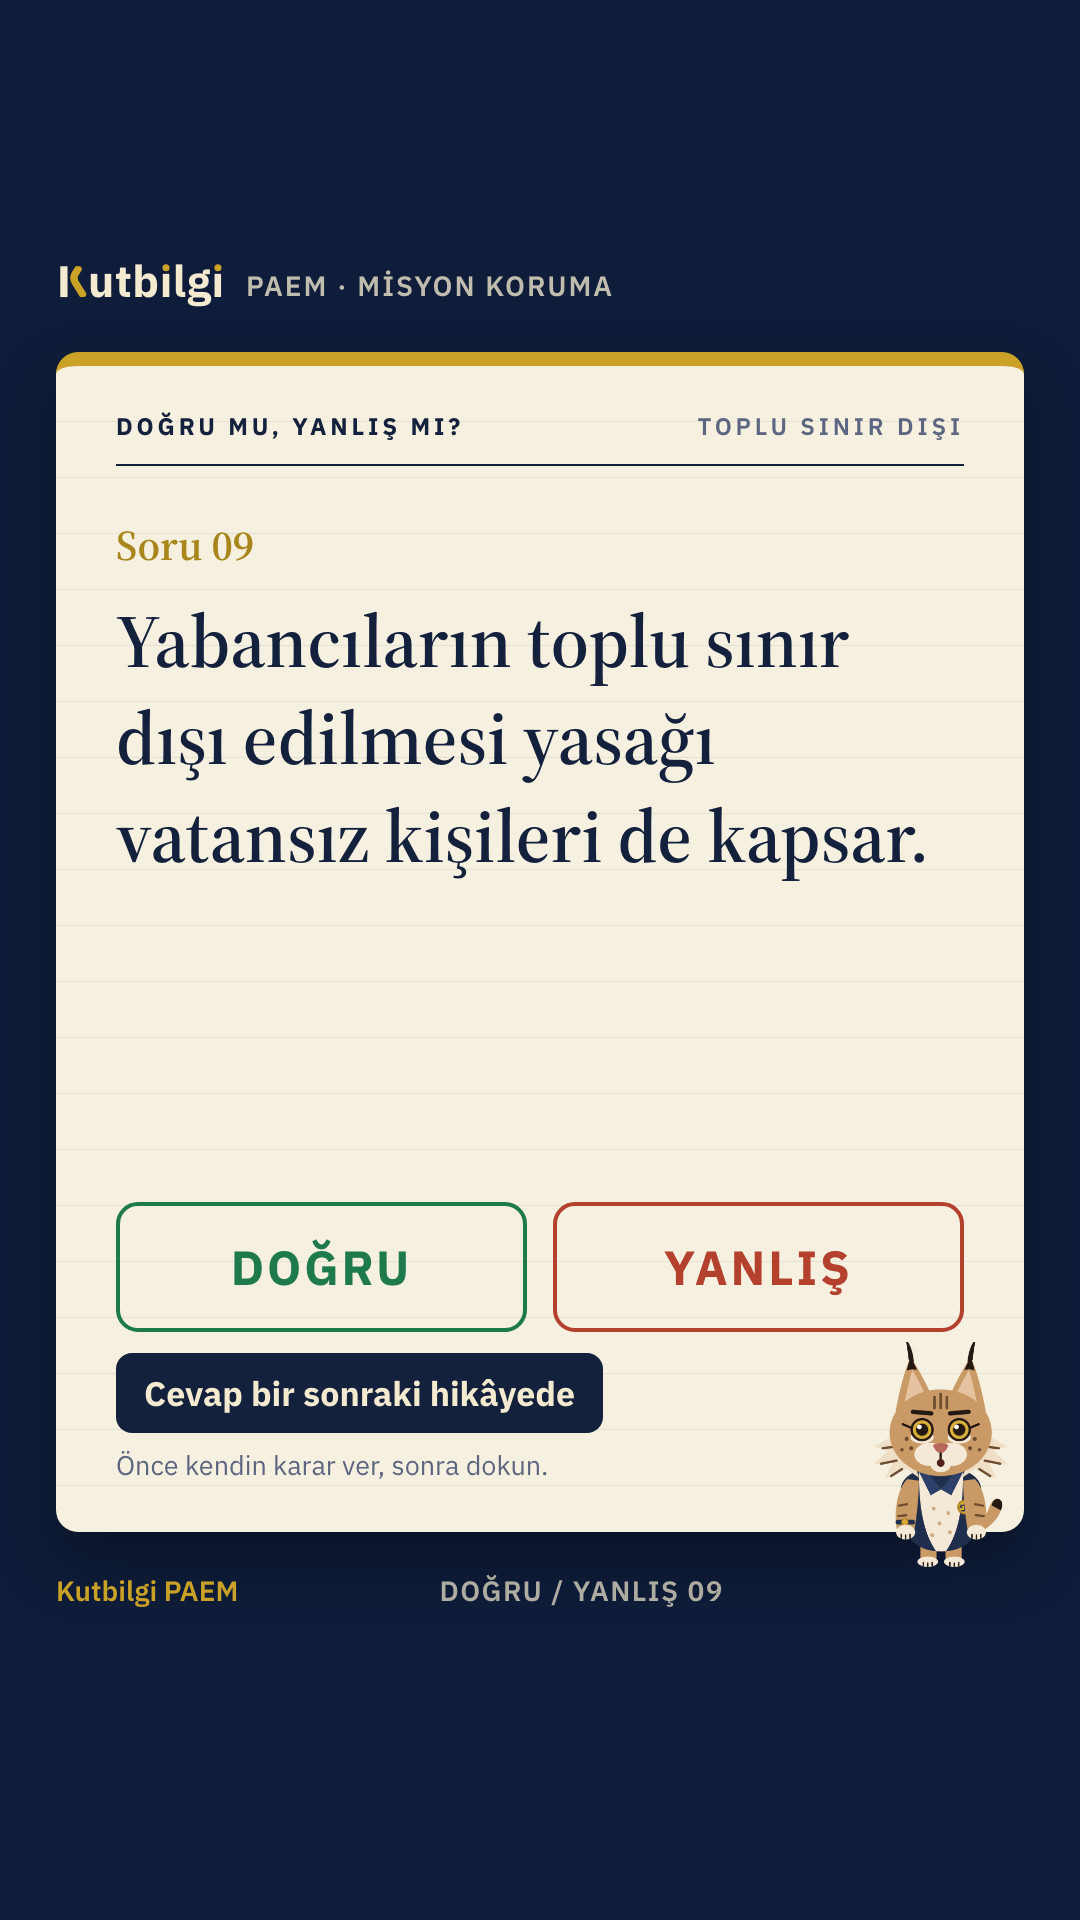 Kutbilgi PAEM · MİSYON KORUMA
DOĞRU MU, YANLIŞ MI? TOPLU SINIR DIŞI
Soru 09
Yabancıların toplu sınır
dışı edilmesi yasağı
vatansız kişileri de kapsar.
DOĞRU YANLIŞ
Cevap bir sonraki hikâyede
Önce kendin karar ver, sonra dokun.
Kutbilgi PAEM DOĞRU / YANLIŞ 09